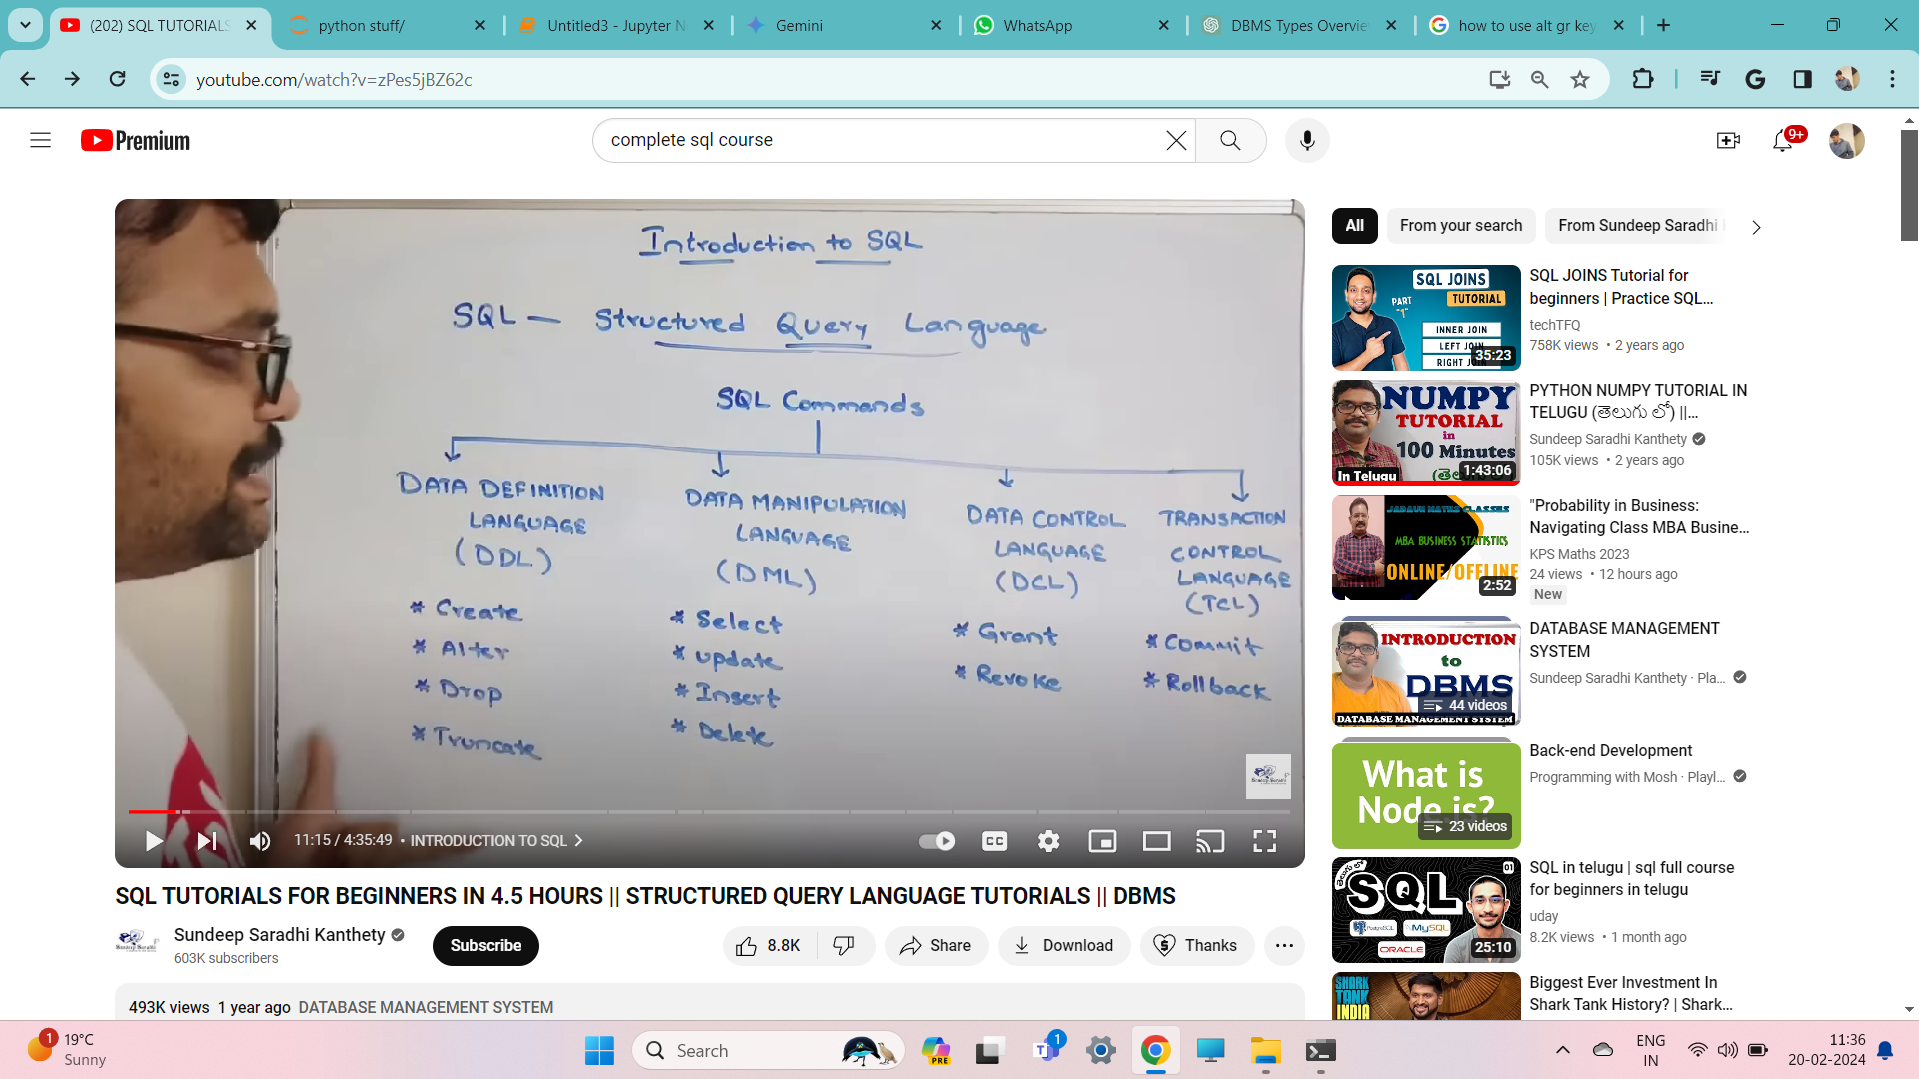 (202) SQL TUTORIALS
python stuff/
Untitled3 - Jupyter N
Gemini
WhatsApp
DBMS Types Overvie
how to use alt gr key
youtube.com/watch?v=zPes5jBZ62c
Premium
complete sql course
9+
Introduction to SQL
SQL — Structured Query Language
SQL Commands
DATA DEFINITION LANGUAGE (DDL)
* Create
* Alter
* Drop
* Truncate
DATA MANIPULATION LANGUAGE (DML)
* Select
* Update
* Insert
* Delete
DATA CONTROL LANGUAGE (DCL)
* Grant
* Revoke
TRANSACTION CONTROL LANGUAGE (TCL)
* Commit
* Rollback
11:15 / 4:35:49 • INTRODUCTION TO SQL
CC
SQL TUTORIALS FOR BEGINNERS IN 4.5 HOURS || STRUCTURED QUERY LANGUAGE TUTORIALS || DBMS
Sundeep Saradhi Kanthety
603K subscribers
Subscribe
8.8K
Share
Download
Thanks
493K views 1 year ago DATABASE MANAGEMENT SYSTEM
All
From your search
From Sundeep Saradhi
SQL JOINS
TUTORIAL
PART
"1"
INNER JOIN
LEFT JOIN
RIGHT JOIN
35:23
SQL JOINS Tutorial for
beginners | Practice SQL…
techTFQ
758K views • 2 years ago
NUMPY
TUTORIAL
in
100 Minutes
In Telugu
1:43:06
PYTHON NUMPY TUTORIAL IN
TELUGU (తెలుగు లో) ||…
Sundeep Saradhi Kanthety
105K views • 2 years ago
MBA BUSINESS STATISTICS
ONLINE/OFFLINE
2:52
"Probability in Business:
Navigating Class MBA Busine…
KPS Maths 2023
24 views • 12 hours ago
New
INTRODUCTION
to
DBMS
44 videos
DATABASE MANAGEMENT SYSTEM
DATABASE MANAGEMENT
SYSTEM
Sundeep Saradhi Kanthety · Pla…
What is
Node.js?
23 videos
Back-end Development
Programming with Mosh · Playl…
తెలుగు లో
01
SQL
PostgreSQL
MySQL
ORACLE
25:10
SQL in telugu | sql full course
for beginners in telugu
uday
8.2K views • 1 month ago
SHARK
TANK
INDIA
Biggest Ever Investment In
Shark Tank History? | Shark…
1
19°C
Sunny
Search
PRE
1
ENG
IN
11:36
20-02-2024